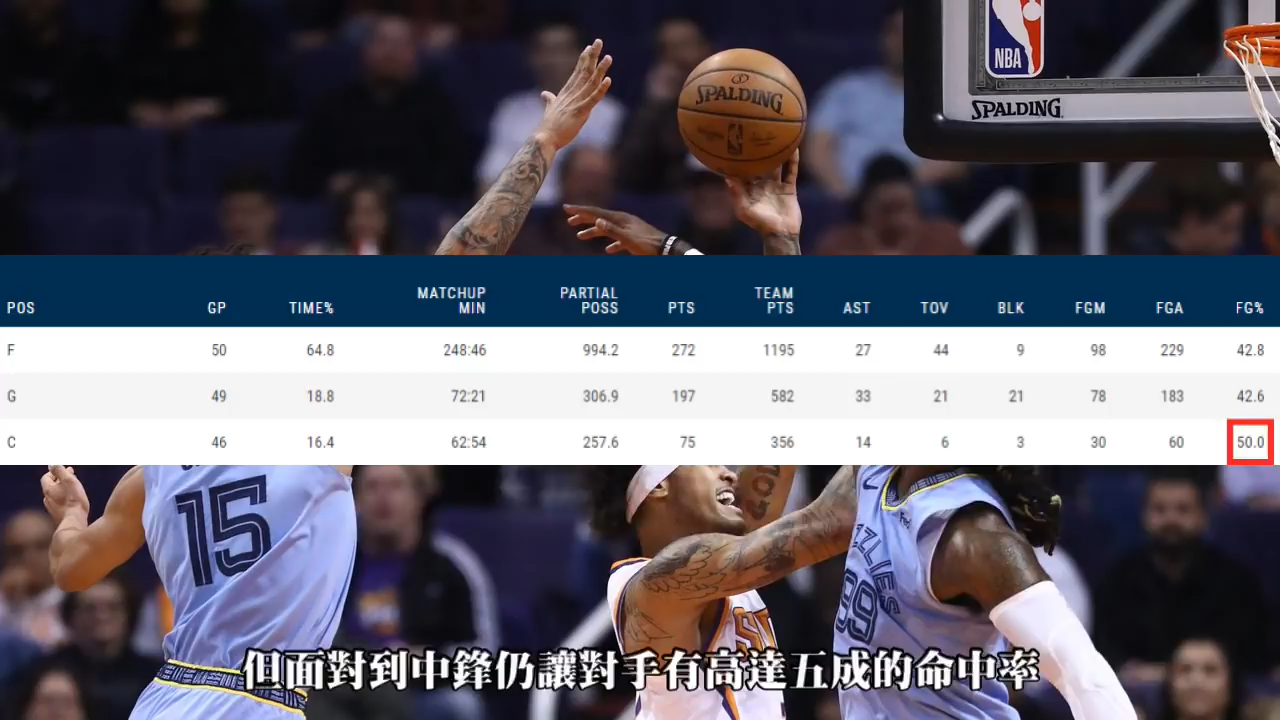 NBA
SPALDING
SPALDING
POS GP TIME% MATCHUP MIN PARTIAL POSS PTS TEAM PTS AST TOV BLK FGM FGA FG%
F 50 64.8 248:46 994.2 272 1195 27 44 9 98 229 42.8
G 49 18.8 72:21 306.9 197 582 33 21 21 78 183 42.6
C 46 16.4 62:54 257.6 75 356 14 6 3 30 60 50.0
15
99
但面對到中鋒仍讓對手有高達五成的命中率